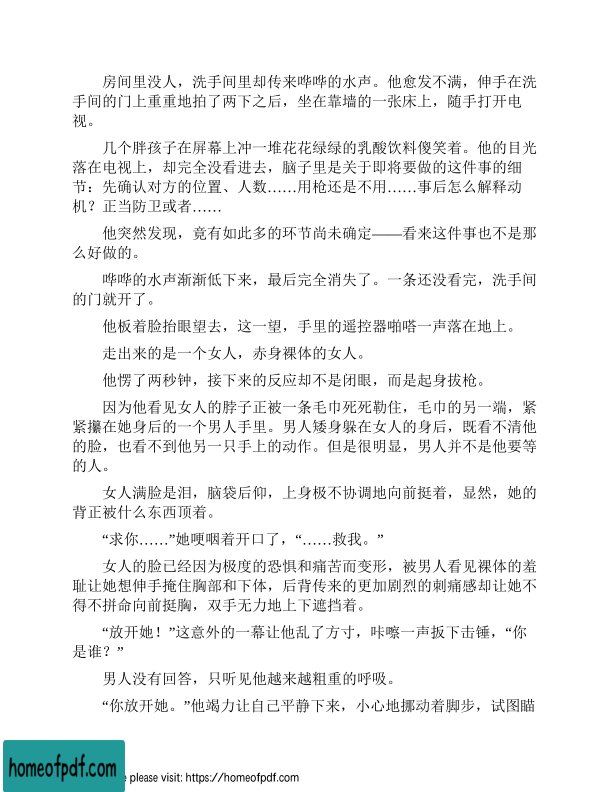 房间里没人，洗手间里却传来哗哗的水声。他愈发不满，伸手在洗
手间的门上重重地拍了两下之后，坐在靠墙的一张床上，随手打开电
视。
几个胖孩子在屏幕上冲一堆花花绿绿的乳酸饮料傻笑着。他的目光
落在电视上，却完全没看进去，脑子里是关于即将要做的这件事的细
节：先确认对方的位置、人数……用枪还是不用……事后怎么解释动
机？正当防卫或者……
他突然发现，竟有如此多的环节尚未确定——看来这件事也不是那
么好做的。
哗哗的水声渐渐低下来，最后完全消失了。一条还没看完，洗手间
的门就开了。
他板着脸抬眼望去，这一望，手里的遥控器啪嗒一声落在地上。
走出来的是一个女人，赤身裸体的女人。
他愣了两秒钟，接下来的反应却不是闭眼，而是起身拔枪。
因为他看见女人的脖子正被一条毛巾死死勒住，毛巾的另一端，紧
紧攥在她身后的一个男人手里。男人矮身躲在女人的身后，既看不清他
的脸，也看不到他另一只手上的动作。但是很明显，男人并不是他要等
的人。
女人满脸是泪，脑袋后仰，上身极不协调地向前挺着，显然，她的
背正被什么东西顶着。
“求你……”她哽咽着开口了，“……救我。”
女人的脸已经因为极度的恐惧和痛苦而变形，被男人看见裸体的羞
耻让她想伸手掩住胸部和下体，后背传来的更加剧烈的刺痛感却让她不
得不拼命向前挺胸，双手无力地上下遮挡着。
“放开她！”这意外的一幕让他乱了方寸，咔嚓一声扳下击锤，“你
是谁？”
男人没有回答，只听见他越来越粗重的呼吸。
“你放开她。”他竭力让自己平静下来，小心地挪动着脚步，试图瞄
homeofpdf.com
e please visit: https://homeofpdf.com